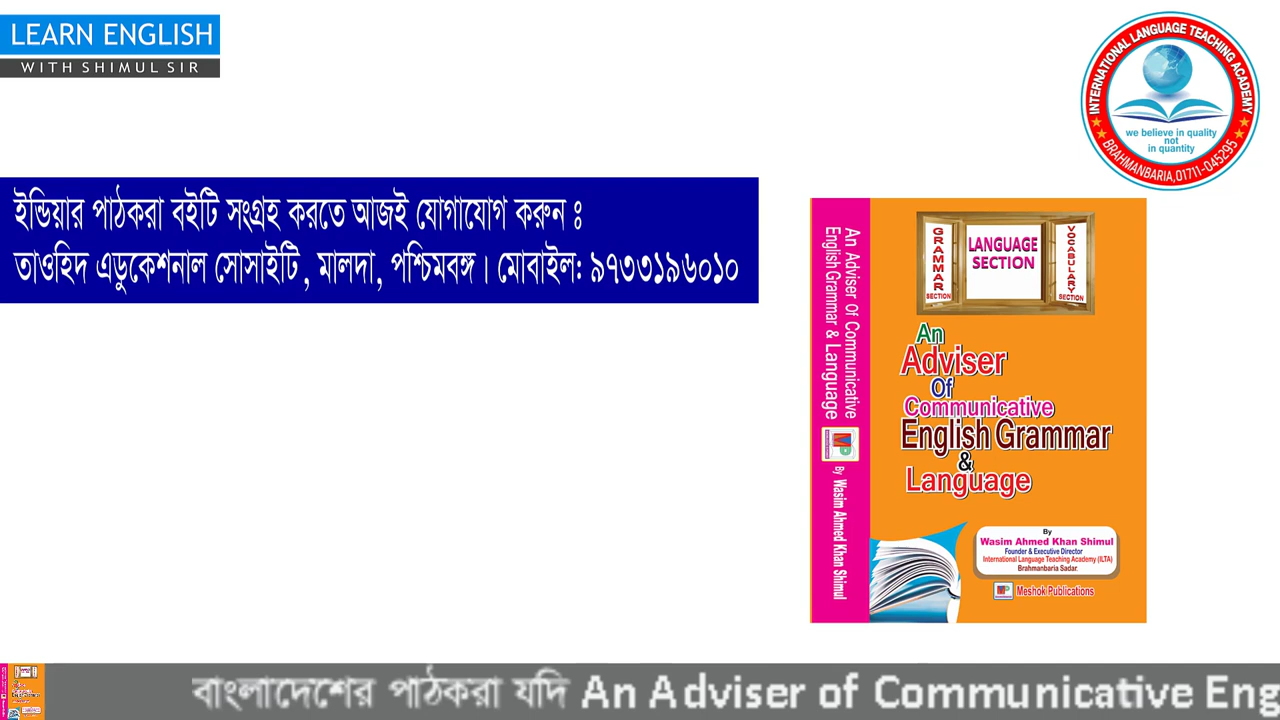 LEARN ENGLISH
WITH SHIMUL SIR
INTERNATIONAL LANGUAGE TEACHING ACADEMY
we believe in quality
not
in quantity
BRAHMANBARIA, 01711-045295
ইন্ডিয়ার পাঠকরা বইটি সংগ্রহ করতে আজই যোগাযোগ করুন ঃ
তাওহিদ এডুকেশনাল সোসাইটি, মালদা, পশ্চিমবঙ্গ। মোবাইল: ৯৭৩৩১৯৬০১০
An Adviser Of Communicative
English Grammar & Language
By Wasim Ahmed Khan Shimul
GRAMMAR
SECTION
LANGUAGE
SECTION
VOCABULARY
SECTION
An
Adviser
Of
Communicative
English Grammar
&
Language
By
Wasim Ahmed Khan Shimul
Founder & Executive Director
International Language Teaching Academy (ILTA)
Brahmanbaria Sadar.
Meshok Publications
বাংলাদেশের পাঠকরা যদি An Adviser of Communicative Eng